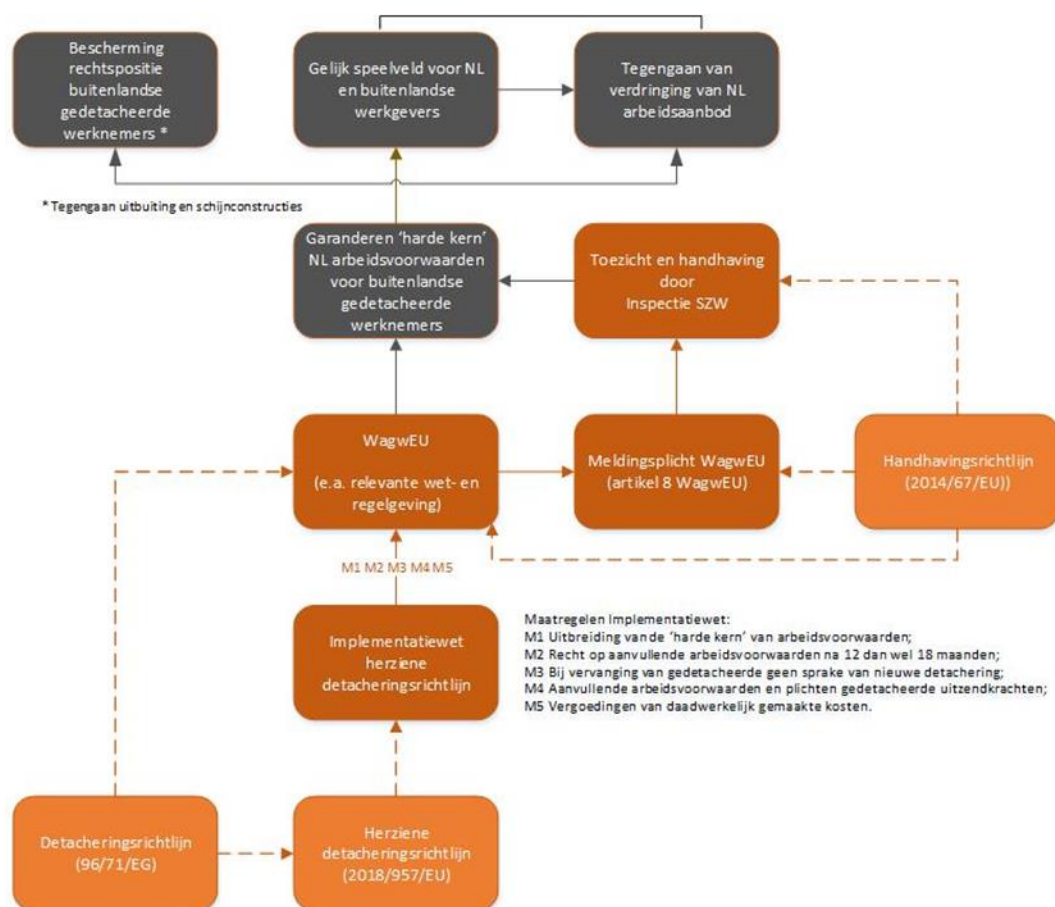 Bescherming
rechtspositie
buitenlandse
gedetacheerde
werknemers *
Gelijk speelveld voor NL
en buitenlandse
werkgevers
Tegengaan van
verdringing van NL
arbeidsaanbod
* Tegengaan uitbuiting en schijnconstructies
Garanderen ‘harde kern’
NL arbeidsvoorwaarden
voor buitenlandse
gedetacheerde
werknemers
Toezicht en handhaving
door
Inspectie SZW
WagwEU
(e.a. relevante wet- en
regelgeving)
Meldingsplicht WagwEU
(artikel 8 WagwEU)
Handhavingsrichtlijn
(2014/67/EU))
M1 M2 M3 M4 M5
Implementatiewet
herziene
detacheringsrichtlijn
Maatregelen Implementatiewet:
M1 Uitbreiding van de ‘harde kern’ van arbeidsvoorwaarden;
M2 Recht op aanvullende arbeidsvoorwaarden na 12 dan wel 18 maanden;
M3 Bij vervanging van gedetacheerde geen sprake van nieuwe detachering;
M4 Aanvullende arbeidsvoorwaarden en plichten gedetacheerde uitzendkrachten;
M5 Vergoedingen van daadwerkelijk gemaakte kosten.
Detacheringsrichtlijn
(96/71/EG)
Herziene
detacheringsrichtlijn
(2018/957/EU)